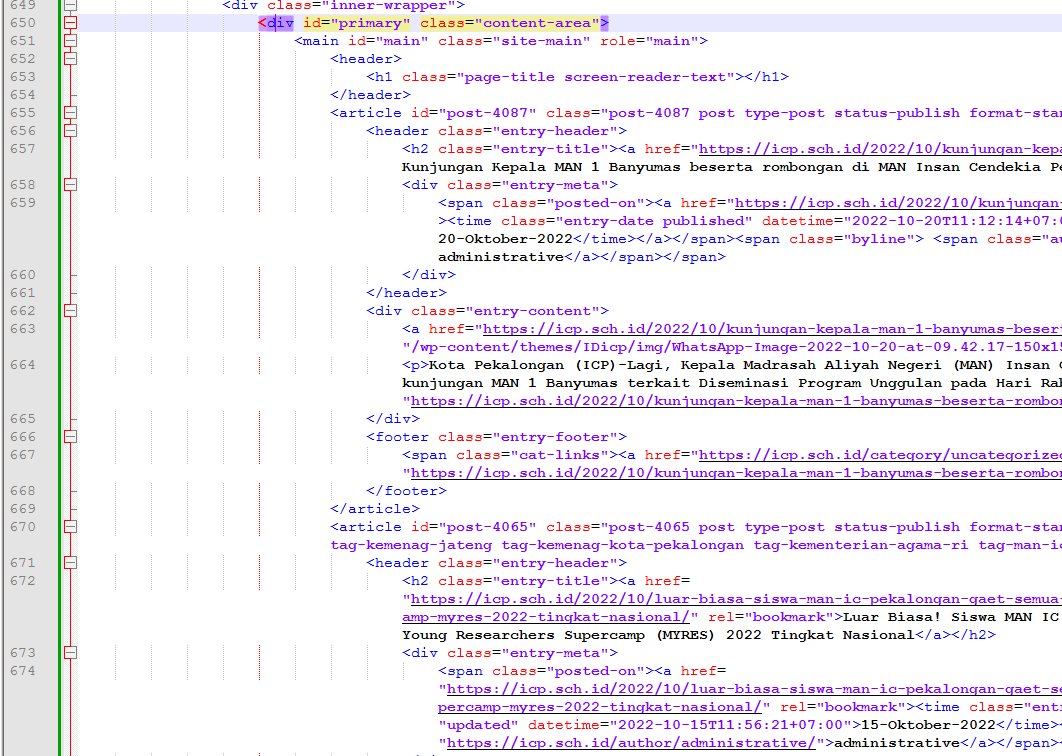 649 <div class="inner-wrapper">
650 <div id="primary" class="content-area">
651 <main id="main" class="site-main" role="main">
652 <header>
653 <h1 class="page-title screen-reader-text"></h1>
654 </header>
655 <article id="post-4087" class="post-4087 post type-post status-publish format-stan
656 <header class="entry-header">
657 <h2 class="entry-title"><a href="https://icp.sch.id/2022/10/kunjungan-kepa
Kunjungan Kepala MAN 1 Banyumas beserta rombongan di MAN Insan Cendekia Pe
658 <div class="entry-meta">
659 <span class="posted-on"><a href="https://icp.sch.id/2022/10/kunjungan-
><time class="entry-date published" datetime="2022-10-20T11:12:14+07:0
20-Oktober-2022</time></a></span><span class="byline"> <span class="au
administrative</a></span></span>
660 </div>
661 </header>
662 <div class="entry-content">
663 <a href="https://icp.sch.id/2022/10/kunjungan-kepala-man-1-banyumas-besert
"/wp-content/themes/IDicp/img/WhatsApp-Image-2022-10-20-at-09.42.17-150x15
664 <p>Kota Pekalongan (ICP)-Lagi, Kepala Madrasah Aliyah Negeri (MAN) Insan C
kunjungan MAN 1 Banyumas terkait Diseminasi Program Unggulan pada Hari Rab
"https://icp.sch.id/2022/10/kunjungan-kepala-man-1-banyumas-beserta-rombon
665 </div>
666 <footer class="entry-footer">
667 <span class="cat-links"><a href="https://icp.sch.id/category/uncategorized
"https://icp.sch.id/2022/10/kunjungan-kepala-man-1-banyumas-beserta-rombon
668 </footer>
669 </article>
670 <article id="post-4065" class="post-4065 post type-post status-publish format-stan
tag-kemenag-jateng tag-kemenag-kota-pekalongan tag-kementerian-agama-ri tag-man-ic
671 <header class="entry-header">
672 <h2 class="entry-title"><a href=
"https://icp.sch.id/2022/10/luar-biasa-siswa-man-ic-pekalongan-gaet-semua-
amp-myres-2022-tingkat-nasional/" rel="bookmark">Luar Biasa! Siswa MAN IC
Young Researchers Supercamp (MYRES) 2022 Tingkat Nasional</a></h2>
673 <div class="entry-meta">
674 <span class="posted-on"><a href=
"https://icp.sch.id/2022/10/luar-biasa-siswa-man-ic-pekalongan-gaet-se
percamp-myres-2022-tingkat-nasional/" rel="bookmark"><time class="entr
"updated" datetime="2022-10-15T11:56:21+07:00">15-Oktober-2022</time><
"https://icp.sch.id/author/administrative/">administrative</a></span>